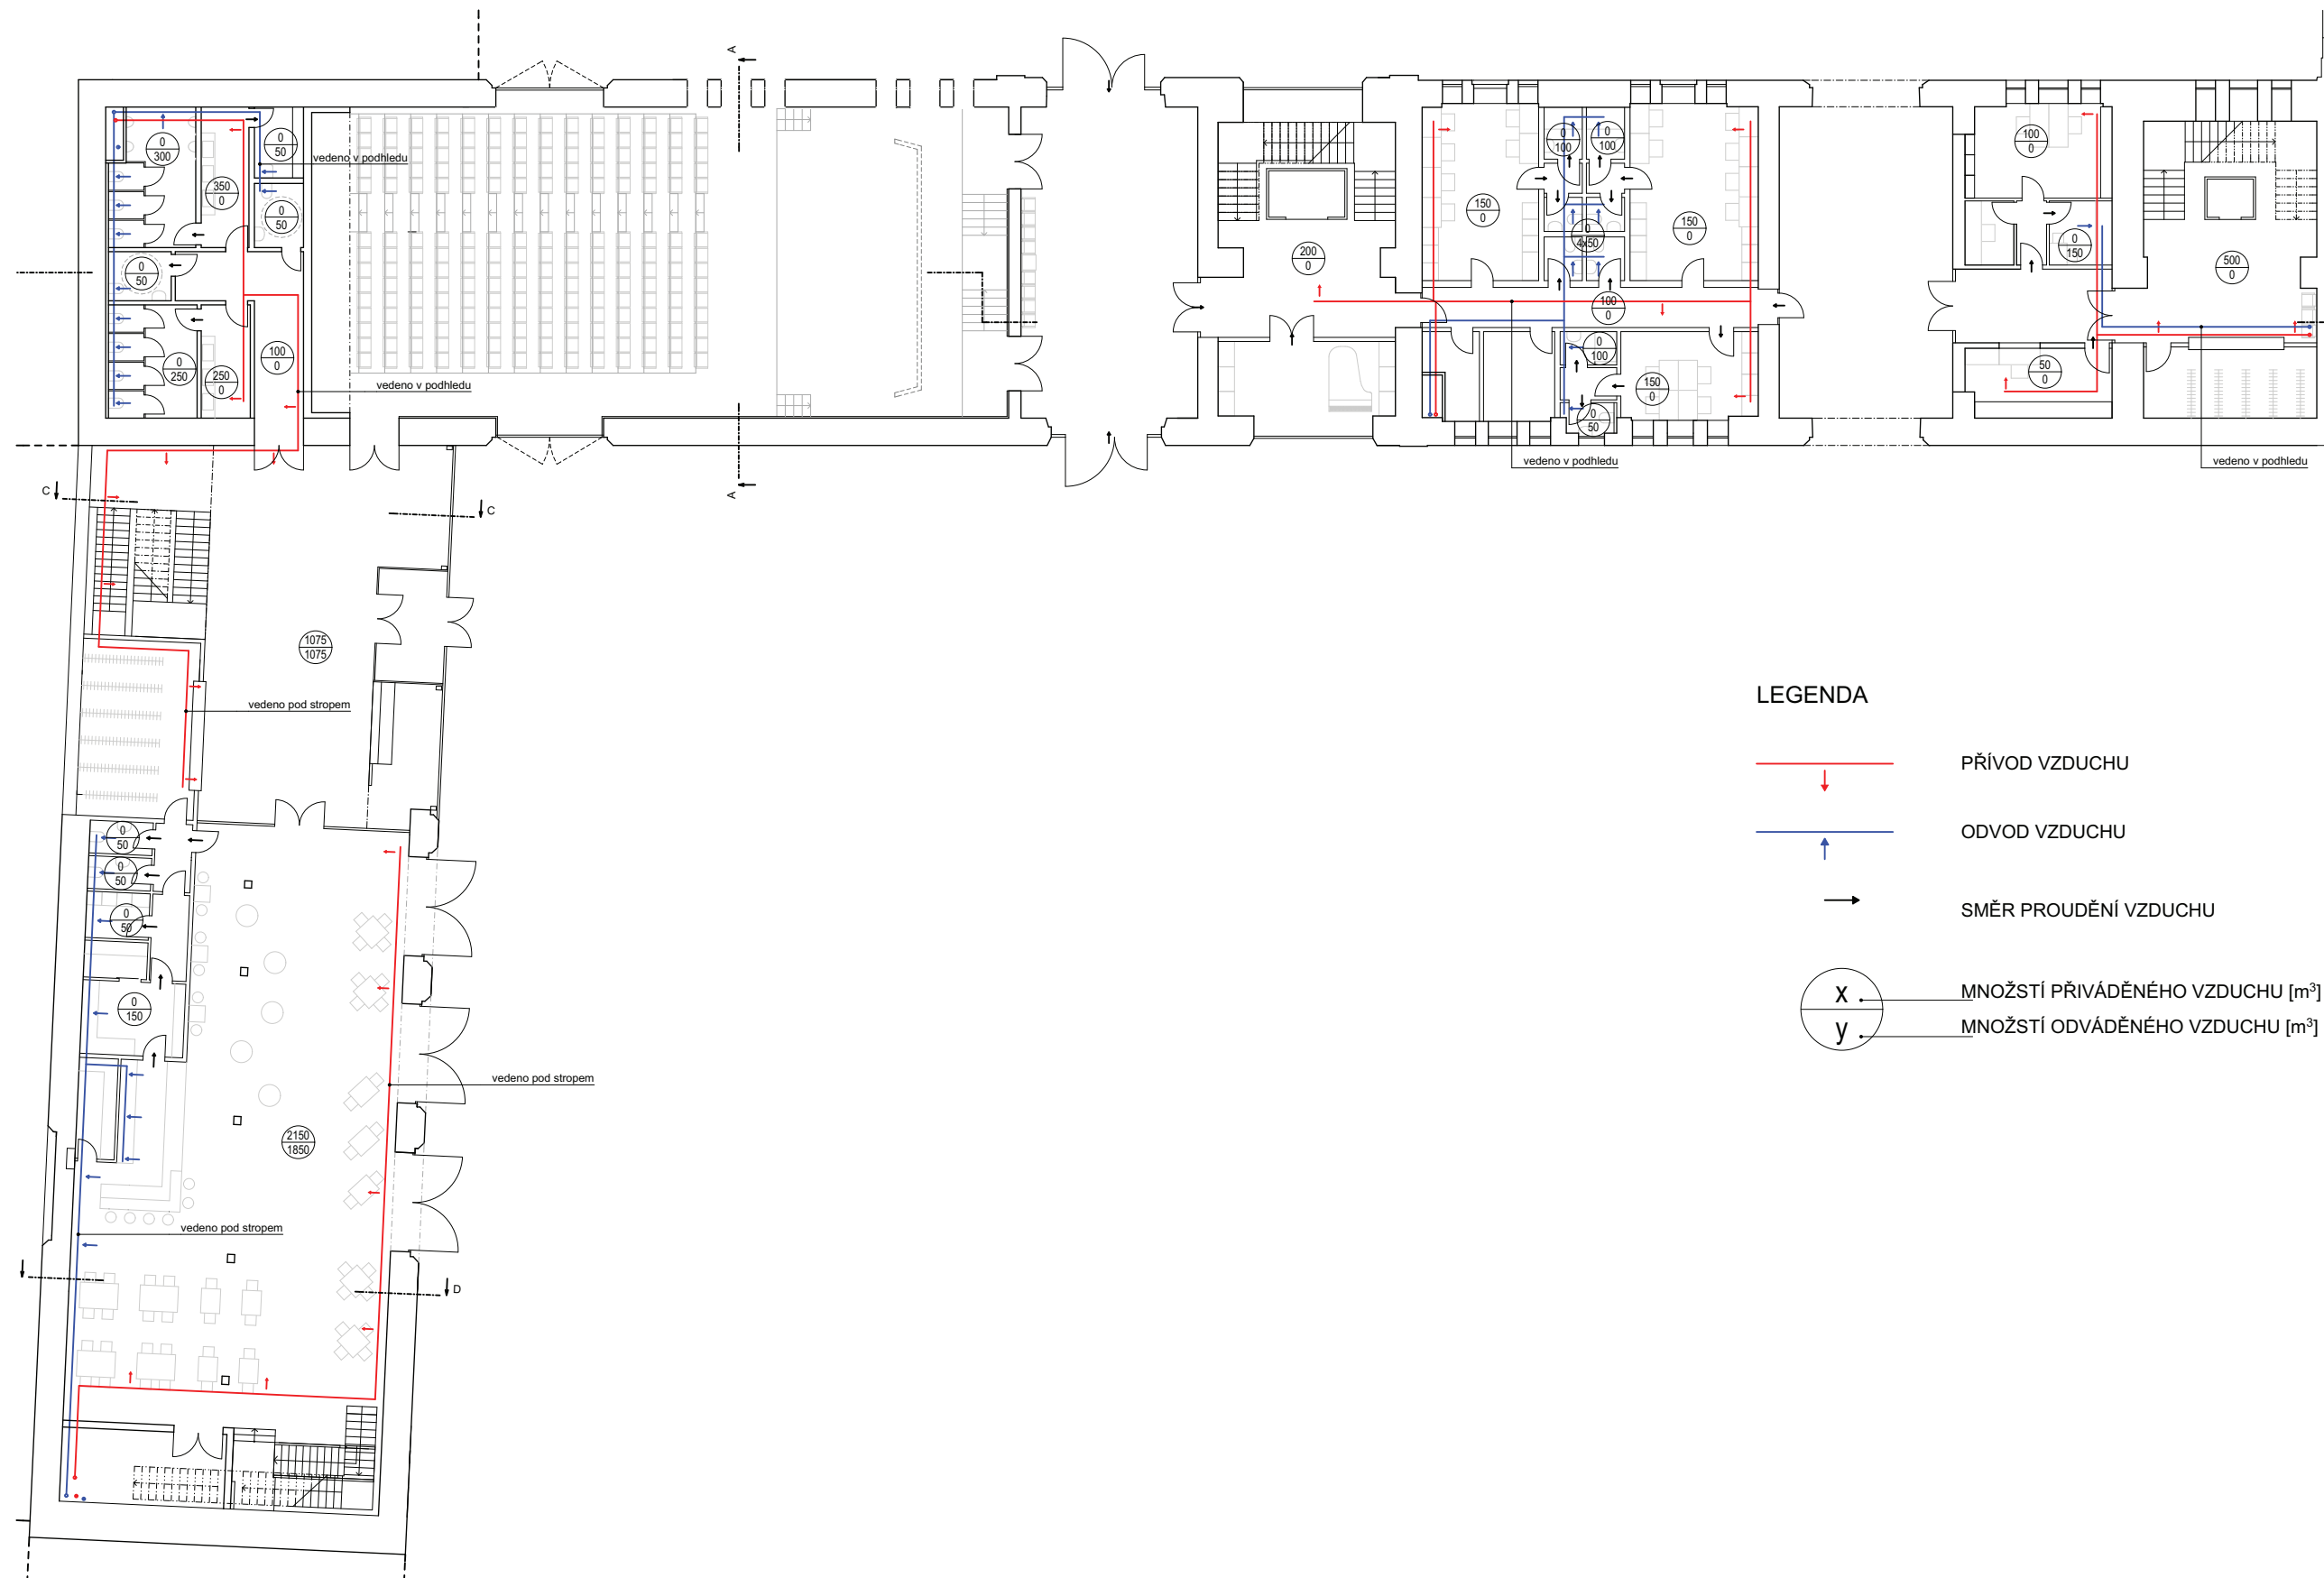 A
0
300
0
50
vedeno v podhledu
350
0
0
50
0
50
100
0
0
250
250
0
vedeno v podhledu
A
200
0
150
0
0
100
0
100
150
0
0
4x50
100
0
0
100
150
0
0
50
vedeno v podhledu
100
0
0
150
500
0
50
0
vedeno v podhledu
C
C
1075
1075
vedeno pod stropem
0
50
0
50
0
50
0
150
vedeno pod stropem
2150
1850
vedeno pod stropem
D
LEGENDA
PŘÍVOD VZDUCHU
ODVOD VZDUCHU
SMĚR PROUDĚNÍ VZDUCHU
x
MNOŽSTÍ PŘIVÁDĚNÉHO VZDUCHU [m³]
y
MNOŽSTÍ ODVÁDĚNÉHO VZDUCHU [m³]